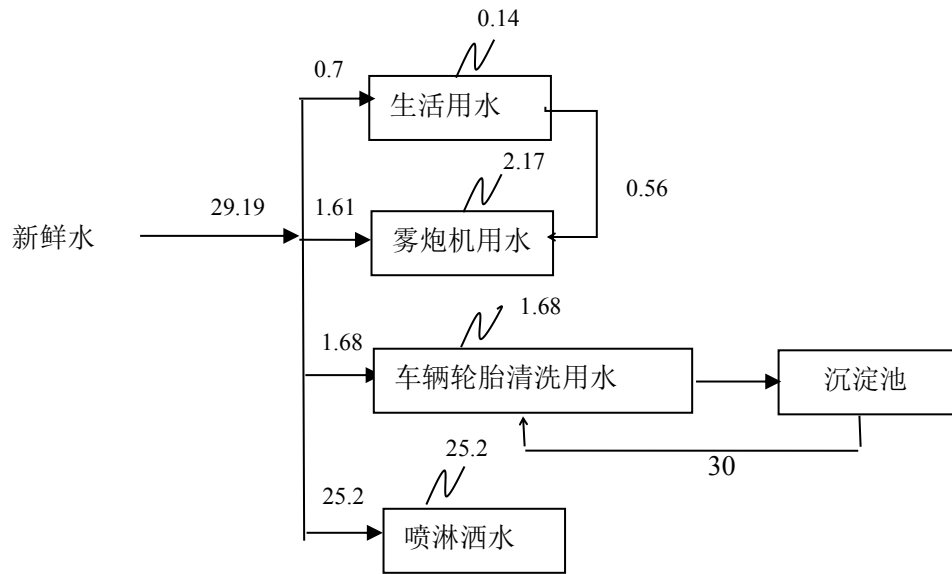 0.14
0.7
生活用水
2.17
0.56
29.19
1.61
新鲜水
雾炮机用水
1.68
1.68
车辆轮胎清洗用水
沉淀池
25.2
30
25.2
喷淋洒水